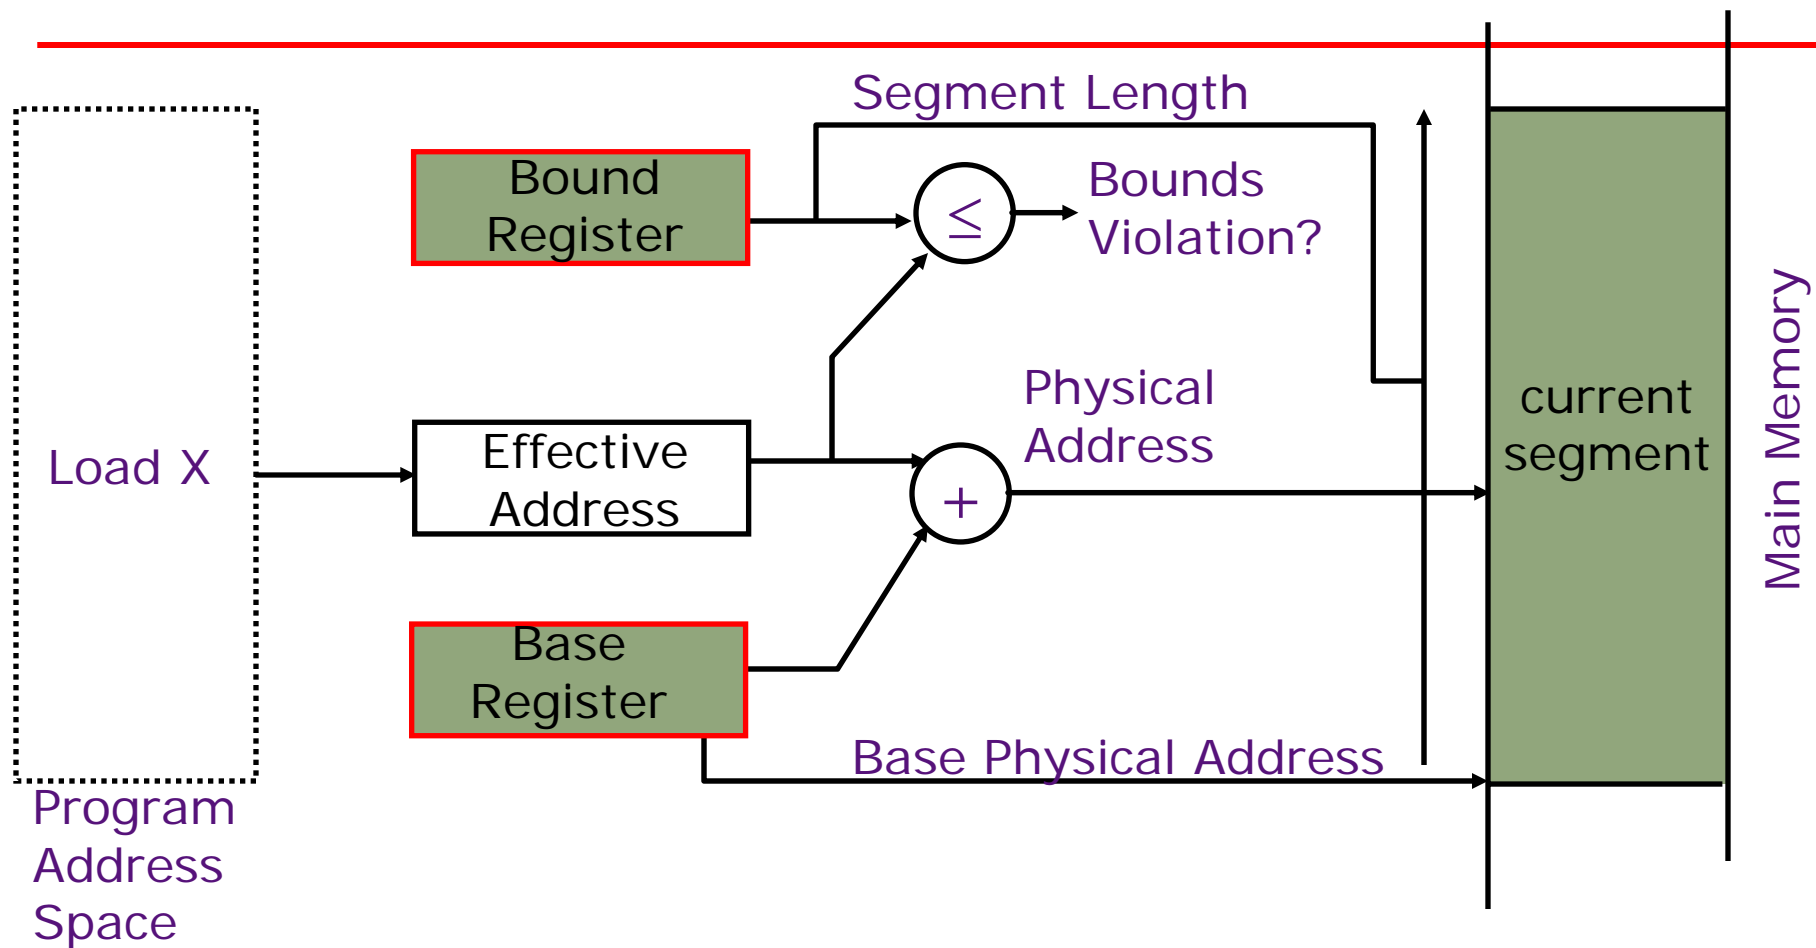 Segment Length
Bound
Register
≤
Bounds
Violation?
Load X
Effective
Address
Physical
Address
+
current
segment
Main Memory
Base
Register
Base Physical Address
Program
Address
Space